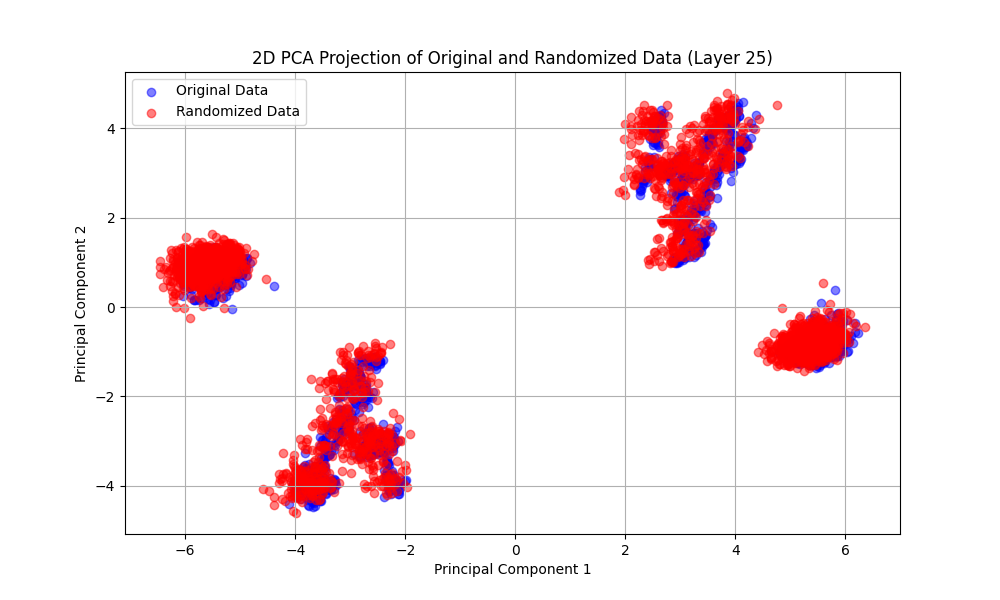 2D PCA Projection of Original and Randomized Data (Layer 25)
Original Data
Randomized Data
4
2
0
−2
−4
Principal Component 2
−6
−4
−2
0
2
4
6
Principal Component 1